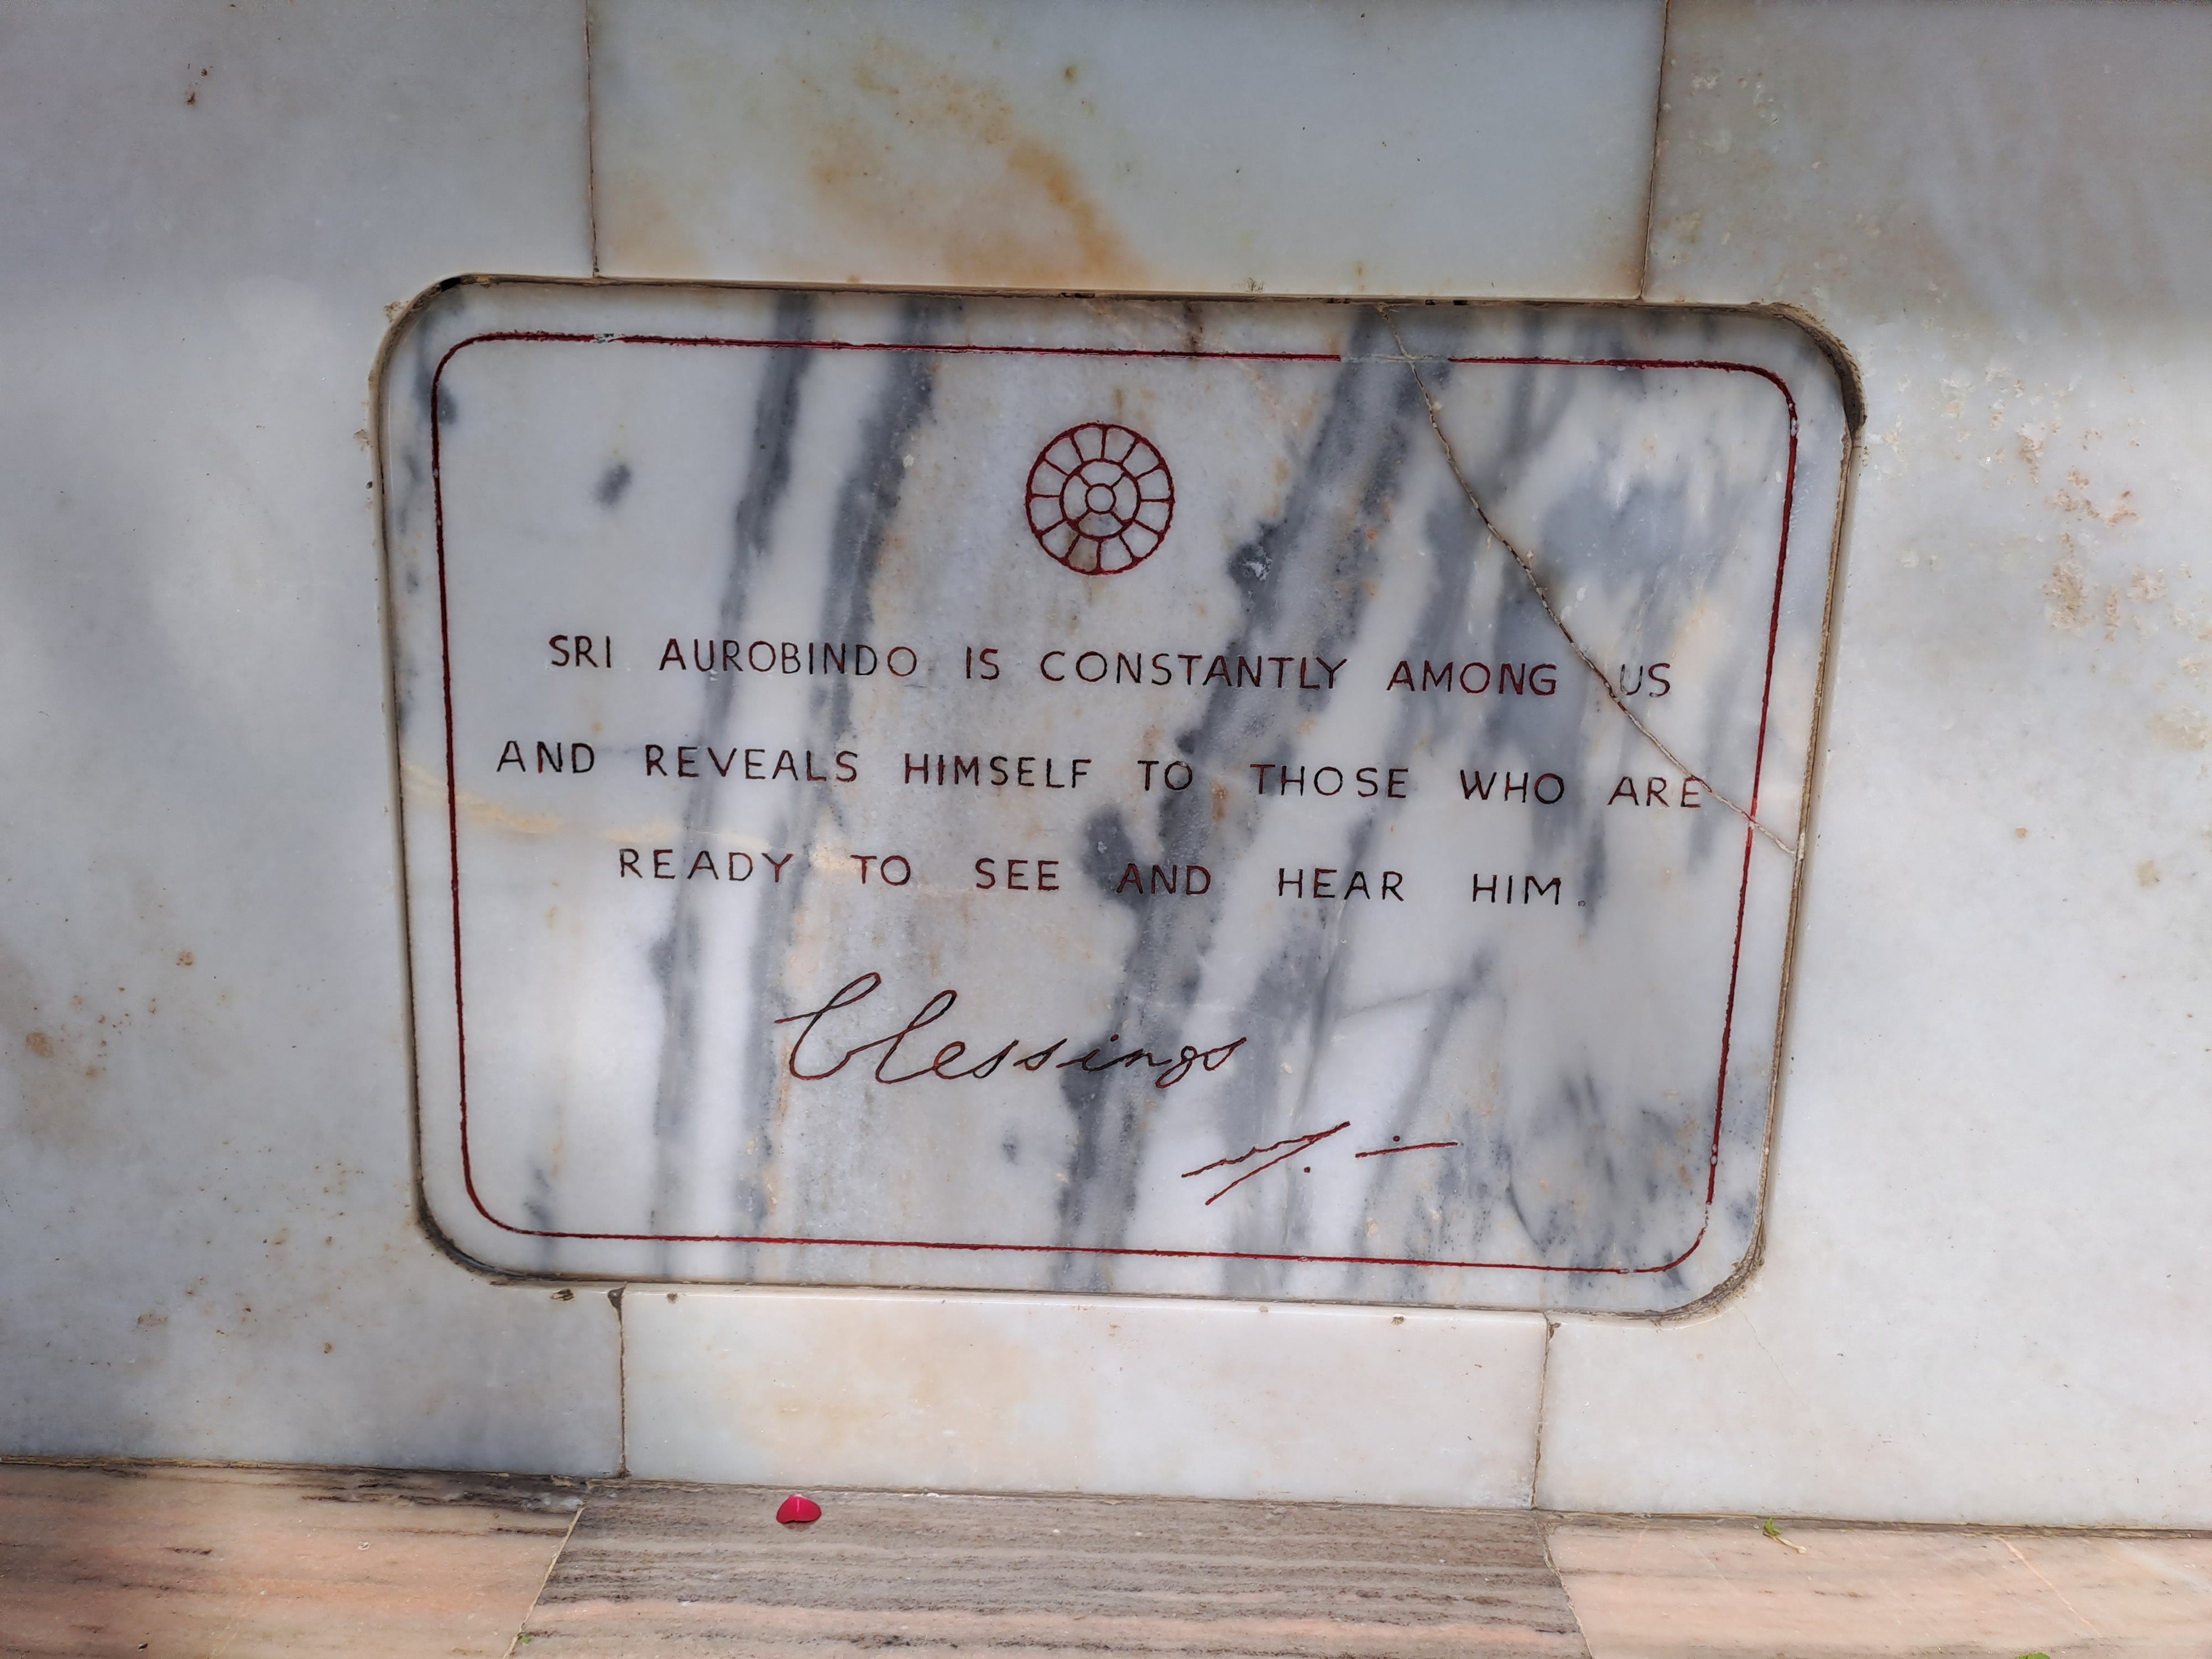 SRI AUROBINDO IS CONSTANTLY AMONG US
AND REVEALS HIMSELF TO THOSE WHO ARE
READY TO SEE AND HEAR HIM.
blessings